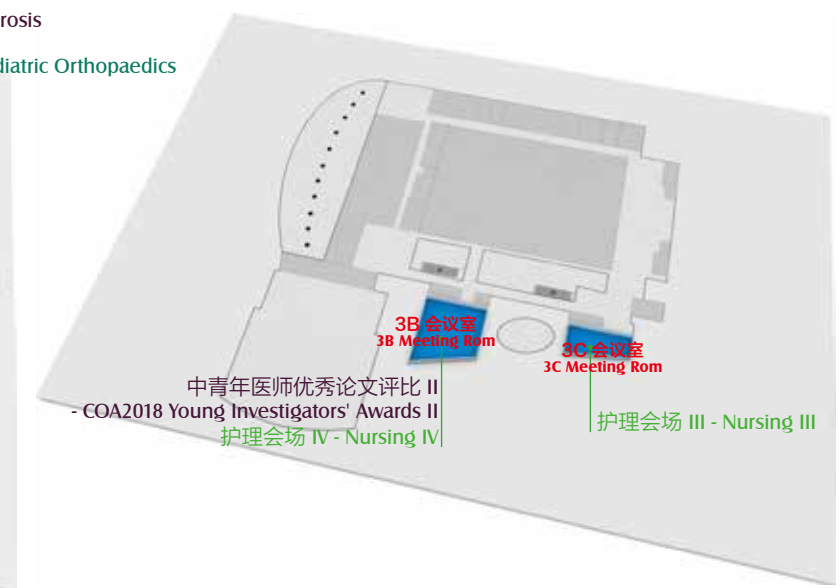 rosis
diatric Orthopaedics
3B 会议室
3B Meeting Rom
3C 会议室
3C Meeting Rom
中青年医师优秀论文评比 II
- COA2018 Young Investigators' Awards II
护理会场 IV - Nursing IV
护理会场 III - Nursing III